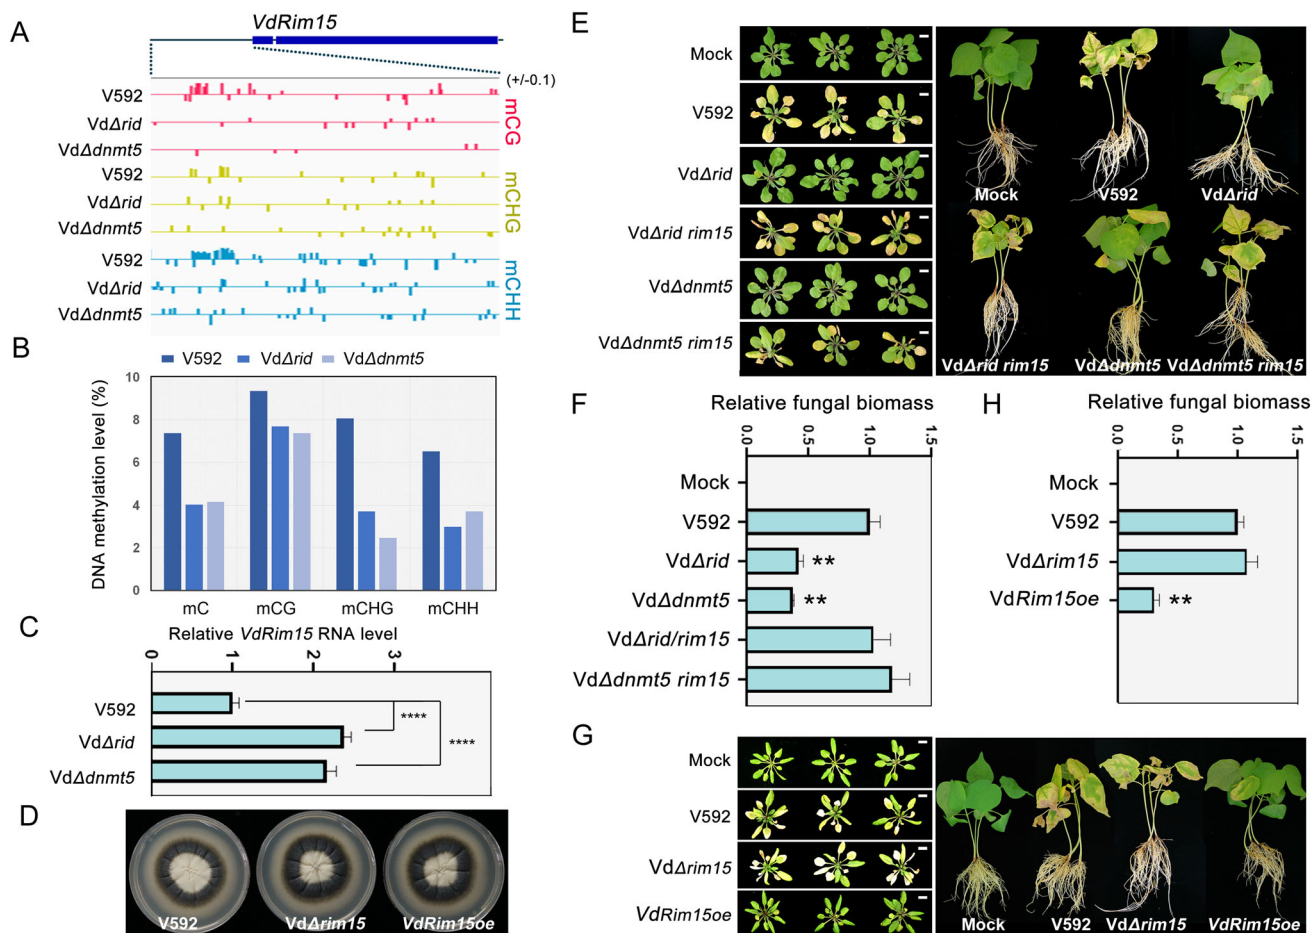 A
VdRim15
(+/-0.1)
V592
VdΔrid
VdΔdnmt5
mCG
V592
VdΔrid
VdΔdnmt5
mCHG
V592
VdΔrid
VdΔdnmt5
mCHH
B
V592 VdΔrid VdΔdnmt5
DNA methylation level (%)
10
8
6
4
2
0
mC mCG mCHG mCHH
C
Relative VdRim15 RNA level
0 1 2 3
V592
VdΔrid
VdΔdnmt5
****
****
D
V592 VdΔrim15 VdRim15oe
E
Mock
V592
VdΔrid
VdΔrid rim15
VdΔdnmt5
VdΔdnmt5 rim15
Mock V592 VdΔrid
VdΔrid rim15 VdΔdnmt5 VdΔdnmt5 rim15
F
Relative fungal biomass
0.0 0.5 1.0 1.5
Mock
V592
VdΔrid **
VdΔdnmt5 **
VdΔrid/rim15
VdΔdnmt5 rim15
H
Relative fungal biomass
0.0 0.5 1.0 1.5
Mock
V592
VdΔrim15
VdRim15oe **
G
Mock
V592
VdΔrim15
VdRim15oe
Mock V592 VdΔrim15 VdRim15oe